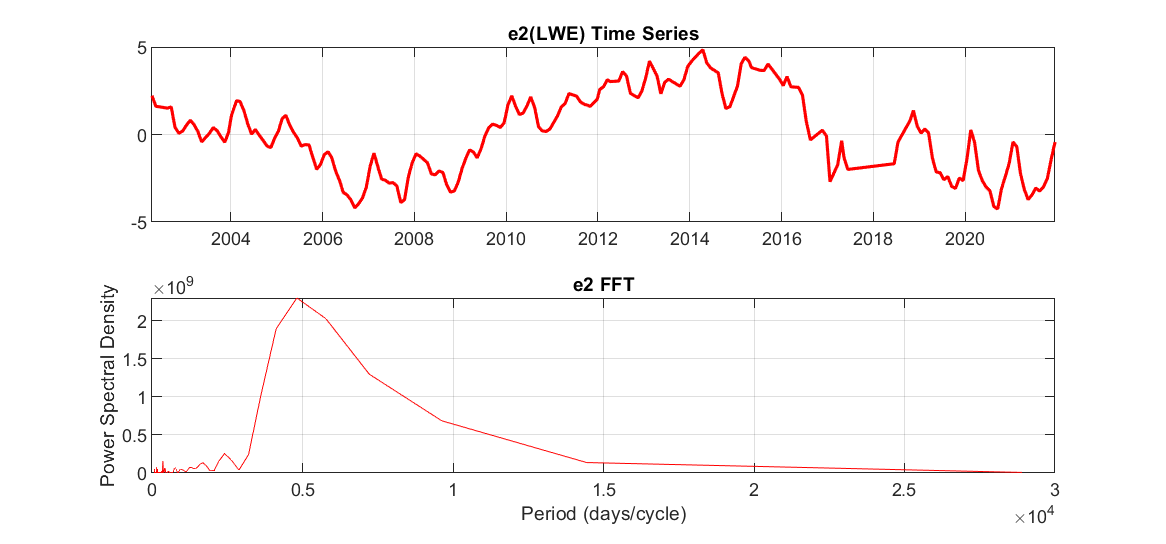 e2(LWE) Time Series
5
0
-5
2004 2006 2008 2010 2012 2014 2016 2018 2020
e2 FFT
×10^9
Power Spectral Density
2
1.5
1
0.5
0
0 0.5 1 1.5 2 2.5 3
Period (days/cycle)
×10^4